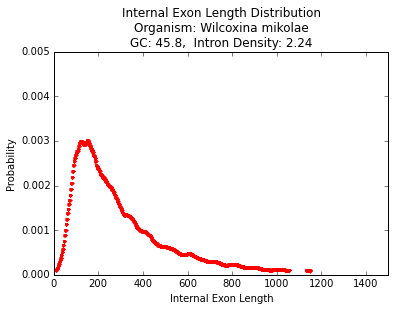 Internal Exon Length Distribution
Organism: Wilcoxina mikolae
GC: 45.8,  Intron Density: 2.24
0.005
0.004
0.003
0.002
0.001
0.000
Probability
0 200 400 600 800 1000 1200 1400
Internal Exon Length